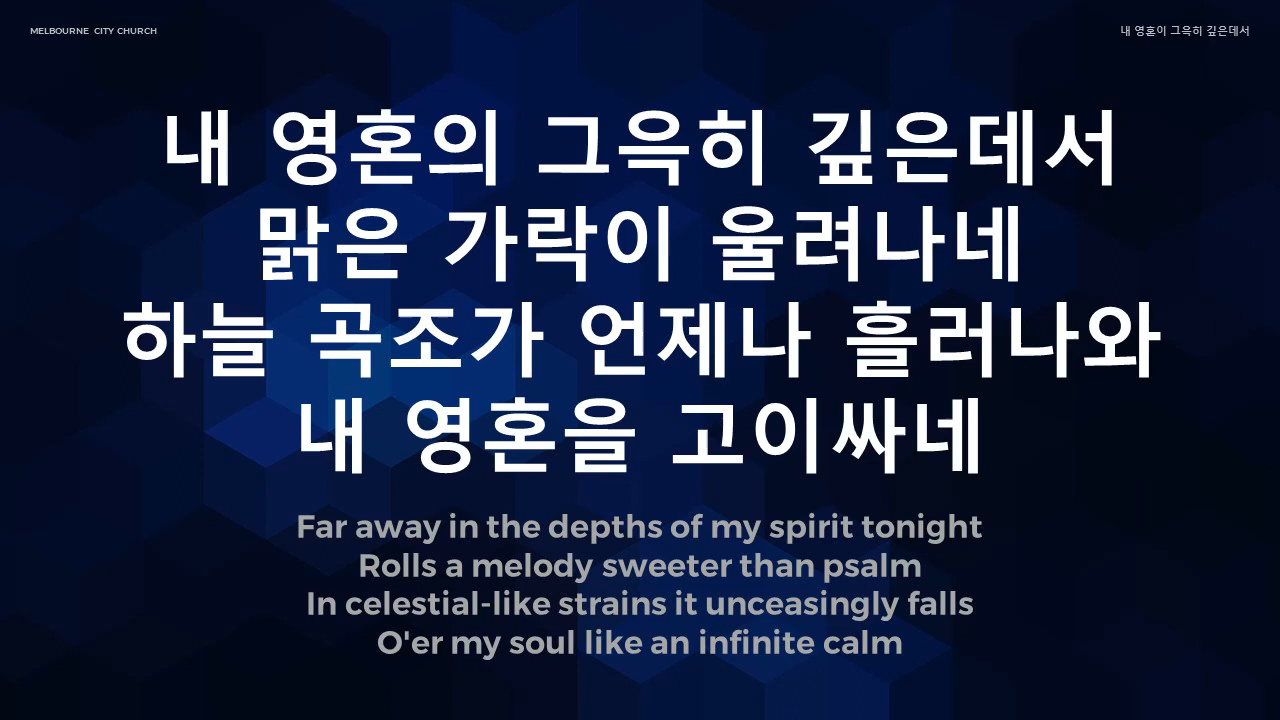 MELBOURNE CITY CHURCH
내 영혼이 그윽히 깊은데서
내 영혼의 그윽히 깊은데서
맑은 가락이 울려나네
하늘 곡조가 언제나 흘러나와
내 영혼을 고이싸네
Far away in the depths of my spirit tonight
Rolls a melody sweeter than psalm
In celestial-like strains it unceasingly falls
O'er my soul like an infinite calm